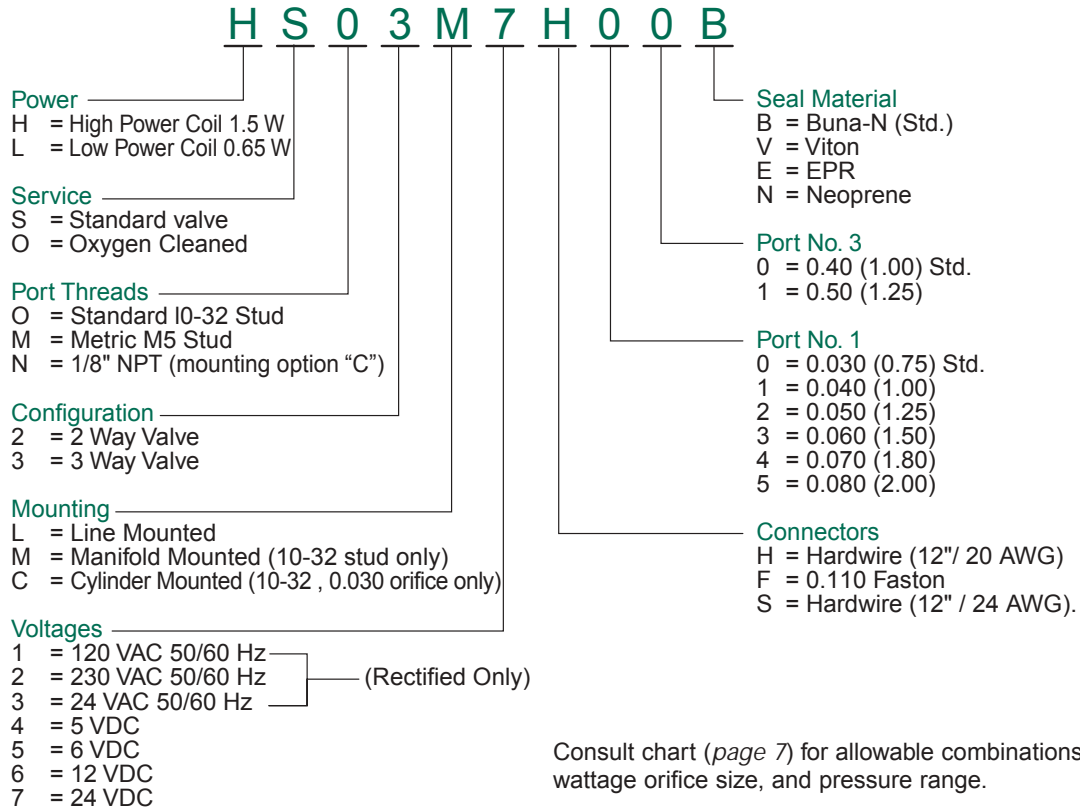 H S 0 3 M 7 H 0 0 B
Power
H = High Power Coil 1.5 W
L = Low Power Coil 0.65 W
Service
S = Standard valve
O = Oxygen Cleaned
Port Threads
O = Standard l0-32 Stud
M = Metric M5 Stud
N = 1/8" NPT (mounting option “C”)
Configuration
2 = 2 Way Valve
3 = 3 Way Valve
Mounting
L = Line Mounted
M = Manifold Mounted (10-32 stud only)
C = Cylinder Mounted (10-32 , 0.030 orifice only)
Voltages
1 = 120 VAC 50/60 Hz
2 = 230 VAC 50/60 Hz
3 = 24 VAC 50/60 Hz
(Rectified Only)
4 = 5 VDC
5 = 6 VDC
6 = 12 VDC
7 = 24 VDC
Seal Material
B = Buna-N (Std.)
V = Viton
E = EPR
N = Neoprene
Port No. 3
0 = 0.40 (1.00) Std.
1 = 0.50 (1.25)
Port No. 1
0 = 0.030 (0.75) Std.
1 = 0.040 (1.00)
2 = 0.050 (1.25)
3 = 0.060 (1.50)
4 = 0.070 (1.80)
5 = 0.080 (2.00)
Connectors
H = Hardwire (12"/ 20 AWG)
F = 0.110 Faston
S = Hardwire (12" / 24 AWG).
Consult chart (page 7) for allowable combinations
wattage orifice size, and pressure range.